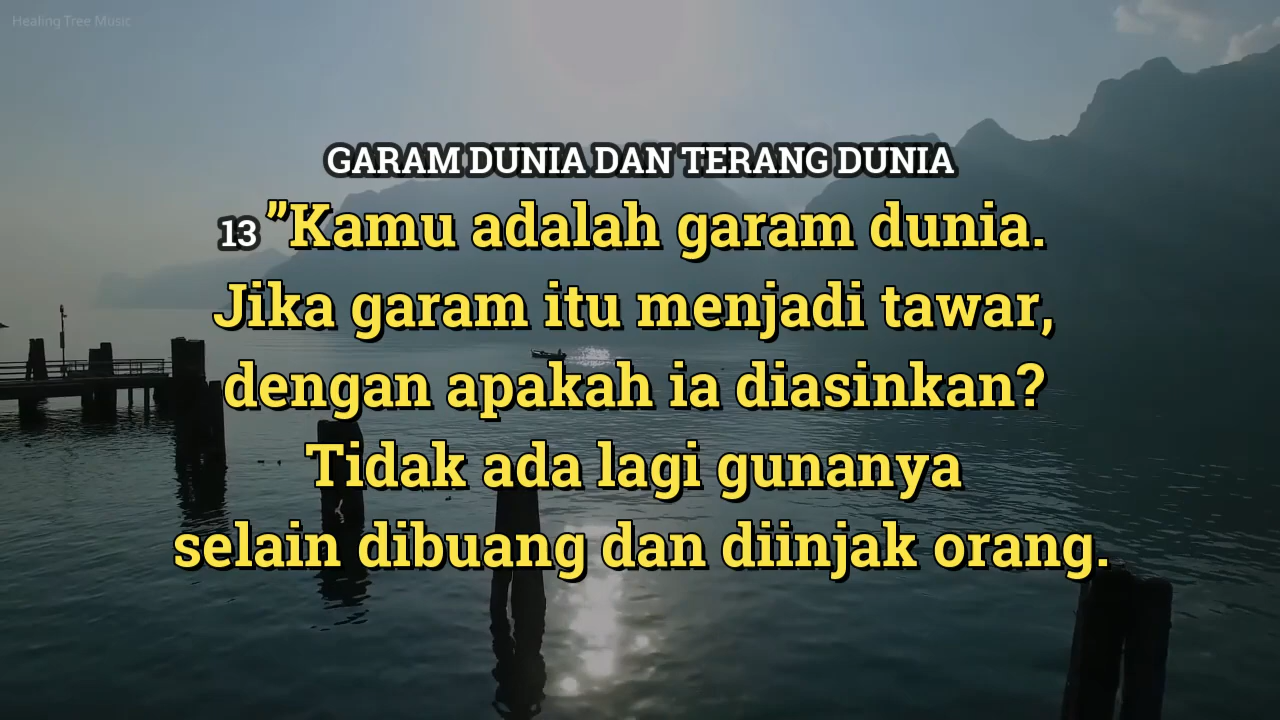 Healing Tree Music
GARAM DUNIA DAN TERANG DUNIA
13 ”Kamu adalah garam dunia.
Jika garam itu menjadi tawar,
dengan apakah ia diasinkan?
Tidak ada lagi gunanya
selain dibuang dan diinjak orang.